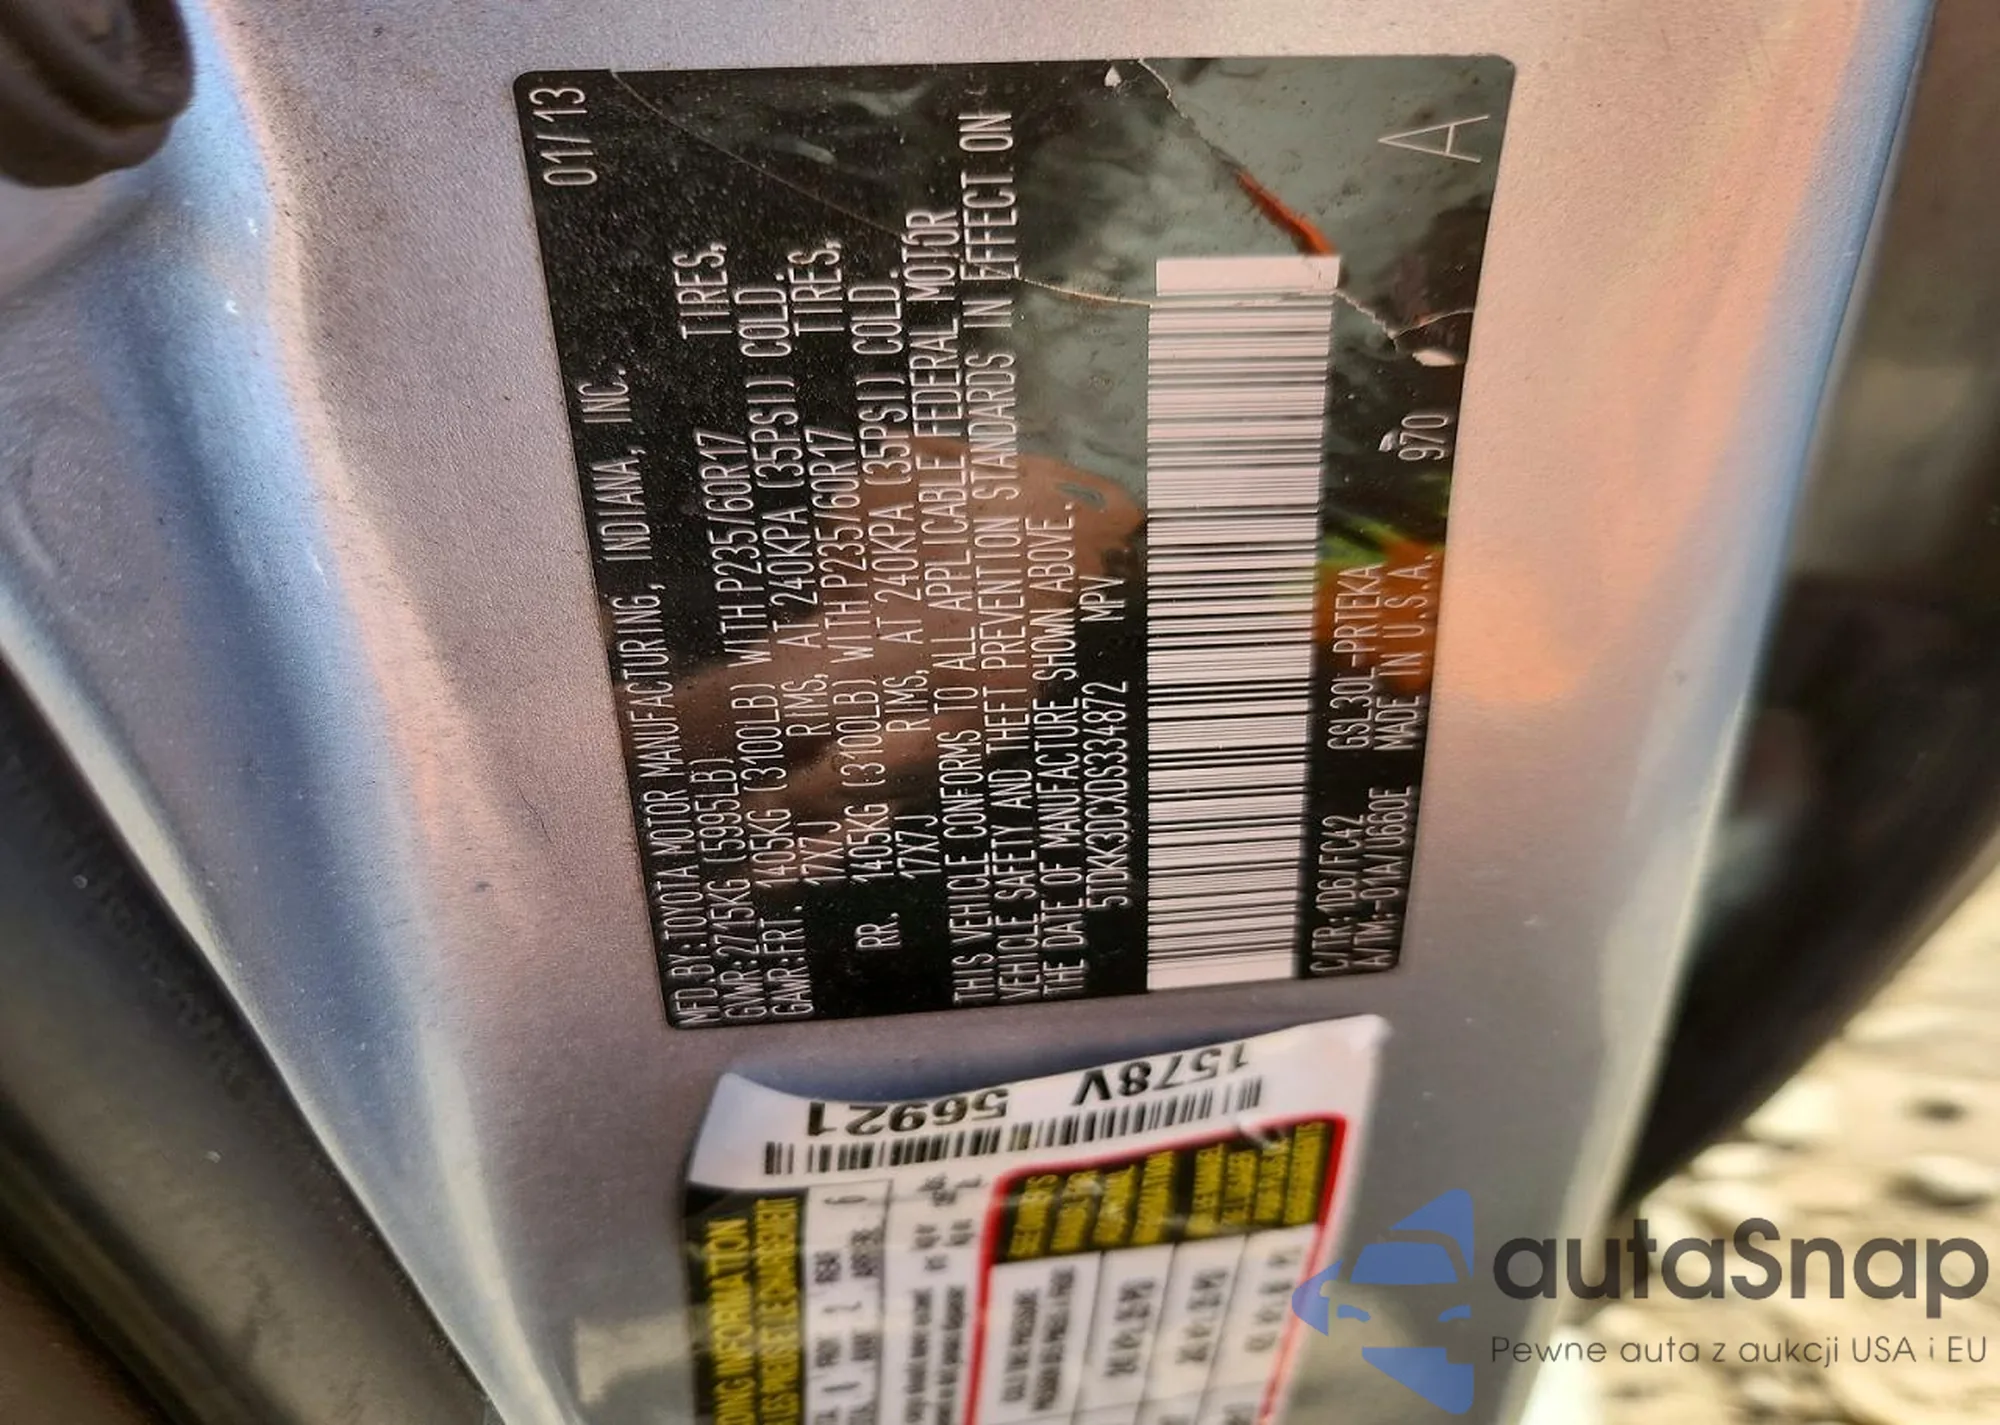 MFD.BY:TOYOTA MOTOR MANUFACTURING, INDIANA, INC. 01/13
GVWR:2715KG (5995LB)
GAWR:FRT. 1405KG (3100LB) WITH P235/60R17 TIRES,
17X7J RIMS, AT 240KPA (35PSI) COLD.
RR. 1405KG (3100LB) WITH P235/60R17 TIRES,
17X7J RIMS, AT 240KPA (35PSI) COLD.
THIS VEHICLE CONFORMS TO ALL APPLICABLE FEDERAL MOTOR
VEHICLE SAFETY AND THEFT PREVENTION STANDARDS IN EFFECT ON
THE DATE OF MANUFACTURE SHOWN ABOVE.
5TDKK3DCXDS334872 MPV
C/TR:1D6/FC42 GSL30L-PRTEKA
A/TM:-01A/U660E MADE IN U.S.A. 970
A
56921 1578V
INFORMATION
REAR
autaSnap
Pewne auta z aukcji USA i EU